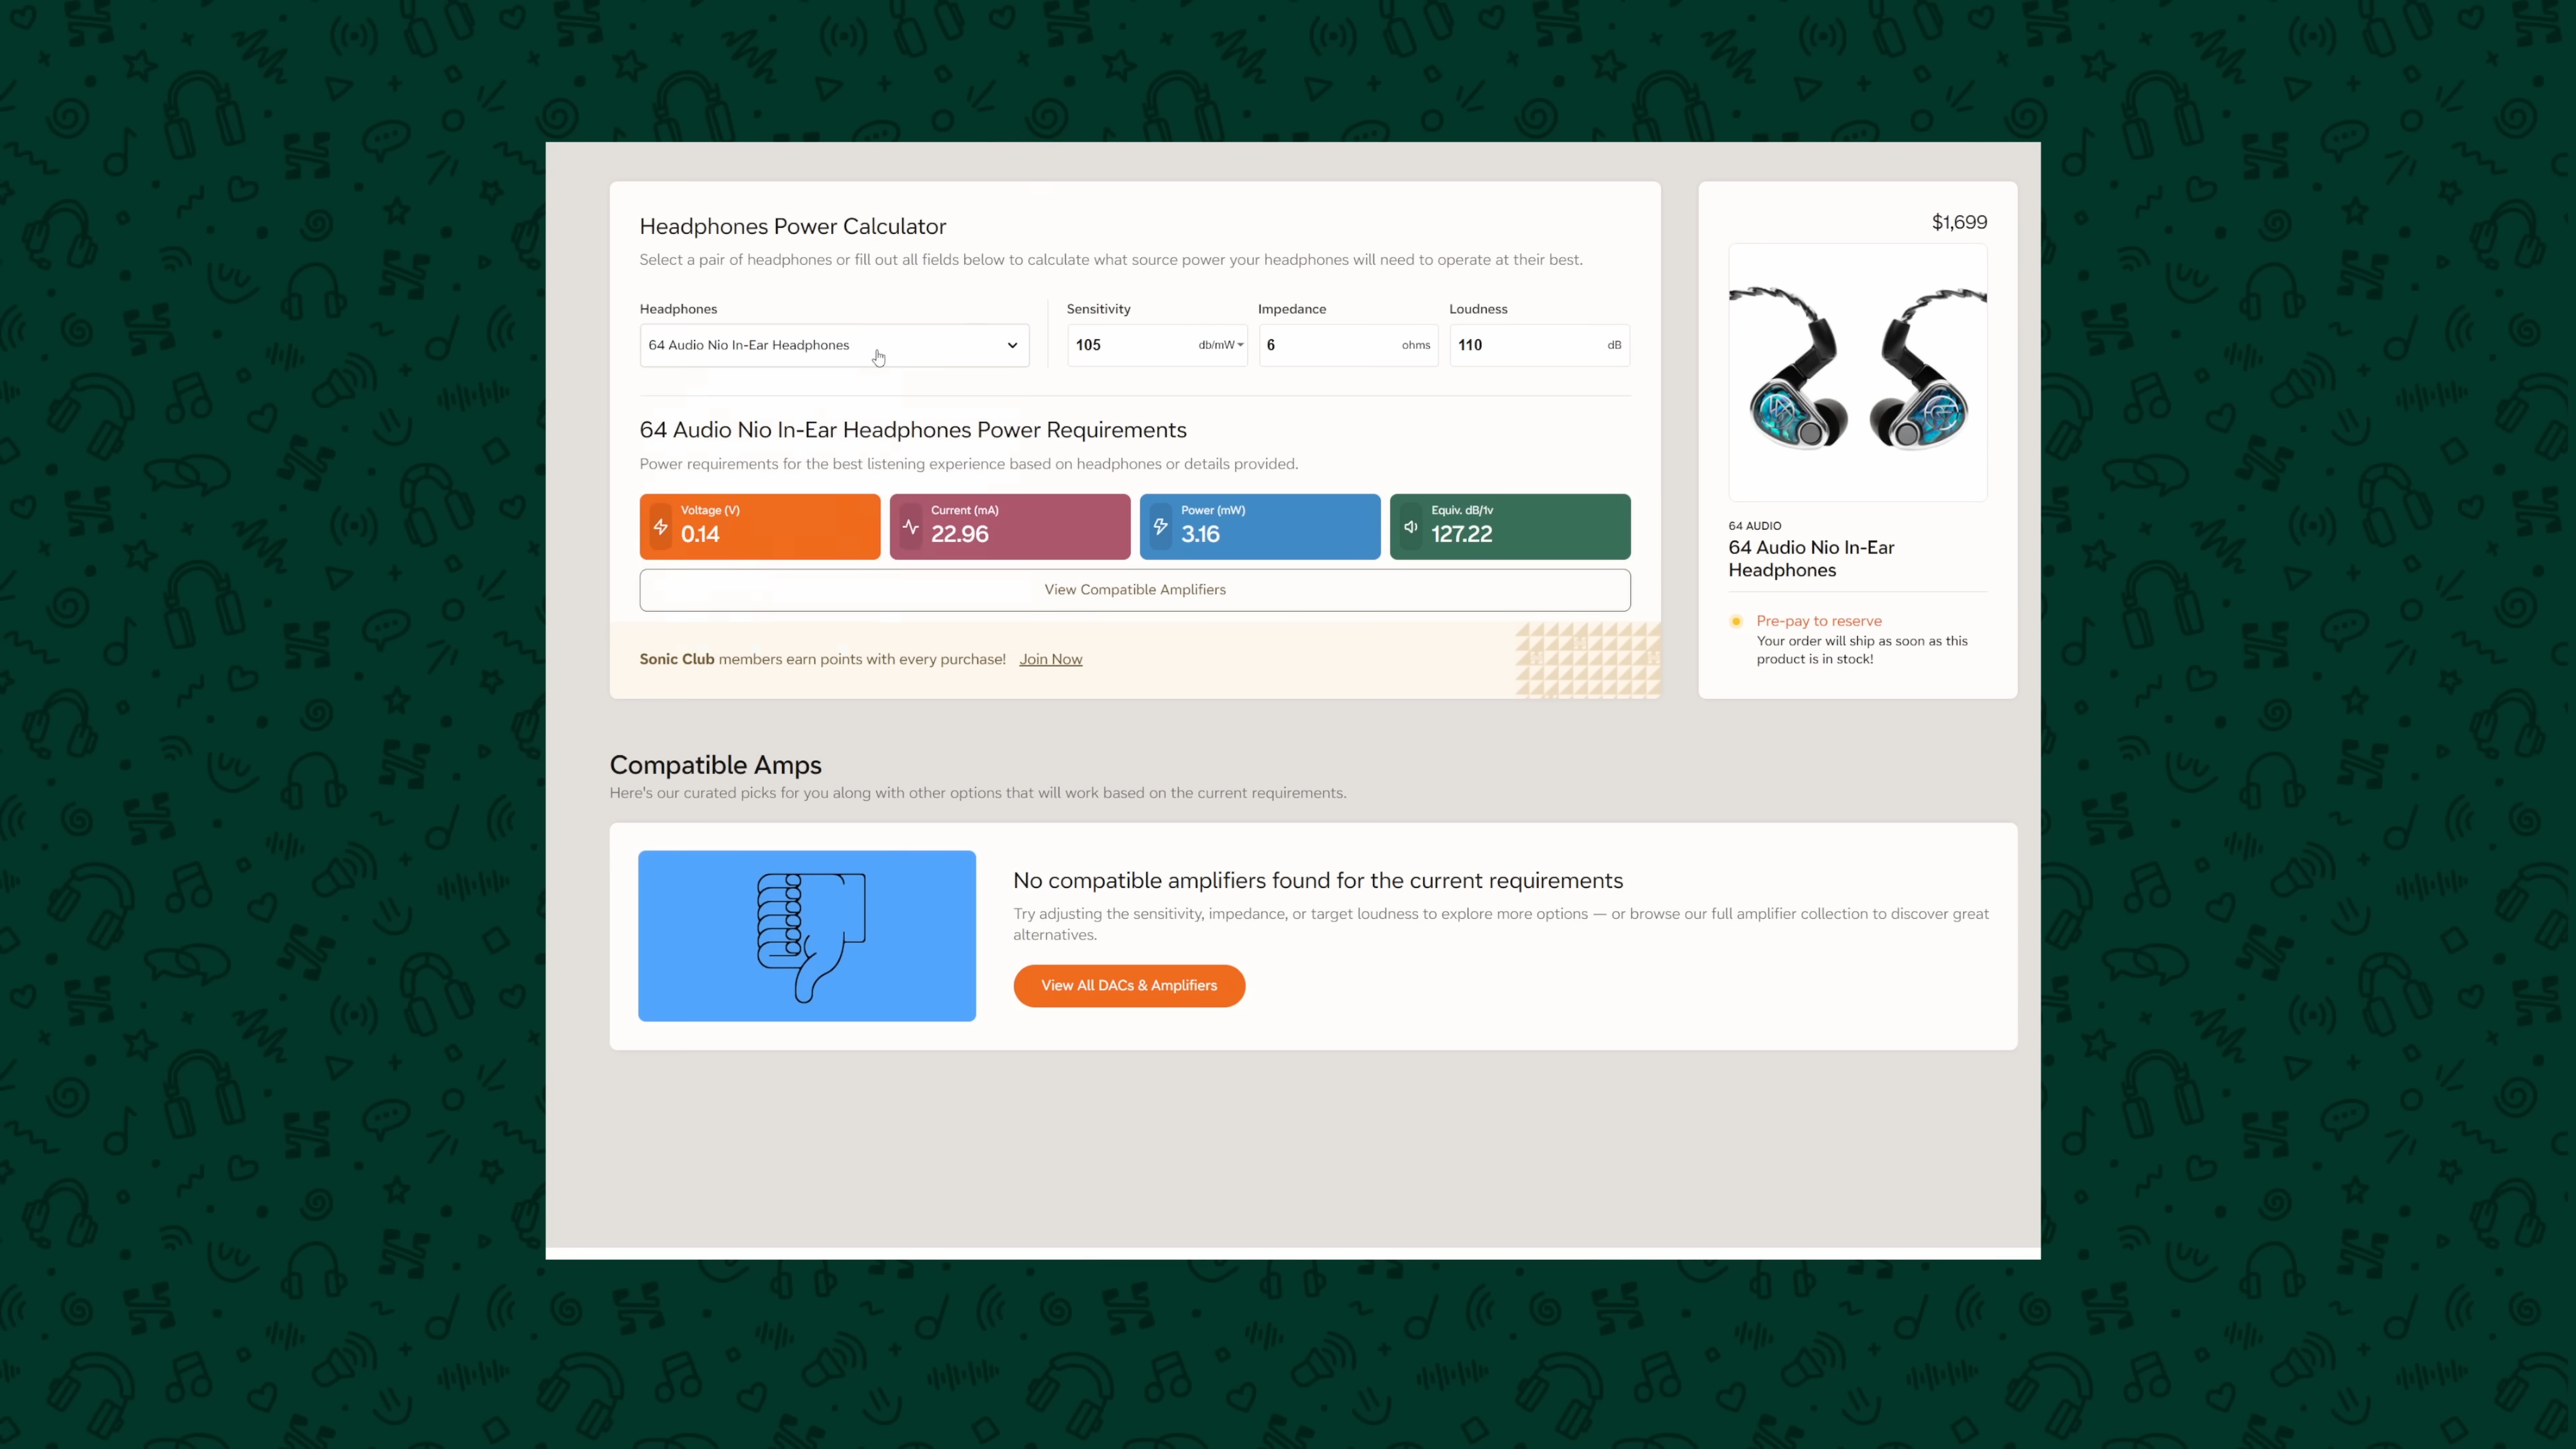 Headphones Power Calculator
Select a pair of headphones or fill out all fields below to calculate what source power your headphones will need to operate at their best.
Headphones
Sensitivity
Impedance
Loudness
64 Audio Nio In-Ear Headphones
105 db/mW
6 ohms
110 dB
64 Audio Nio In-Ear Headphones Power Requirements
Power requirements for the best listening experience based on headphones or details provided.
Voltage (V)
0.14
Current (mA)
22.96
Power (mW)
3.16
Equiv. dB/1v
127.22
View Compatible Amplifiers
Sonic Club members earn points with every purchase! Join Now
$1,699
64 AUDIO
64 Audio Nio In-Ear
Headphones
Pre-pay to reserve
Your order will ship as soon as this
product is in stock!
Compatible Amps
Here's our curated picks for you along with other options that will work based on the current requirements.
No compatible amplifiers found for the current requirements
Try adjusting the sensitivity, impedance, or target loudness to explore more options — or browse our full amplifier collection to discover great
alternatives.
View All DACs & Amplifiers